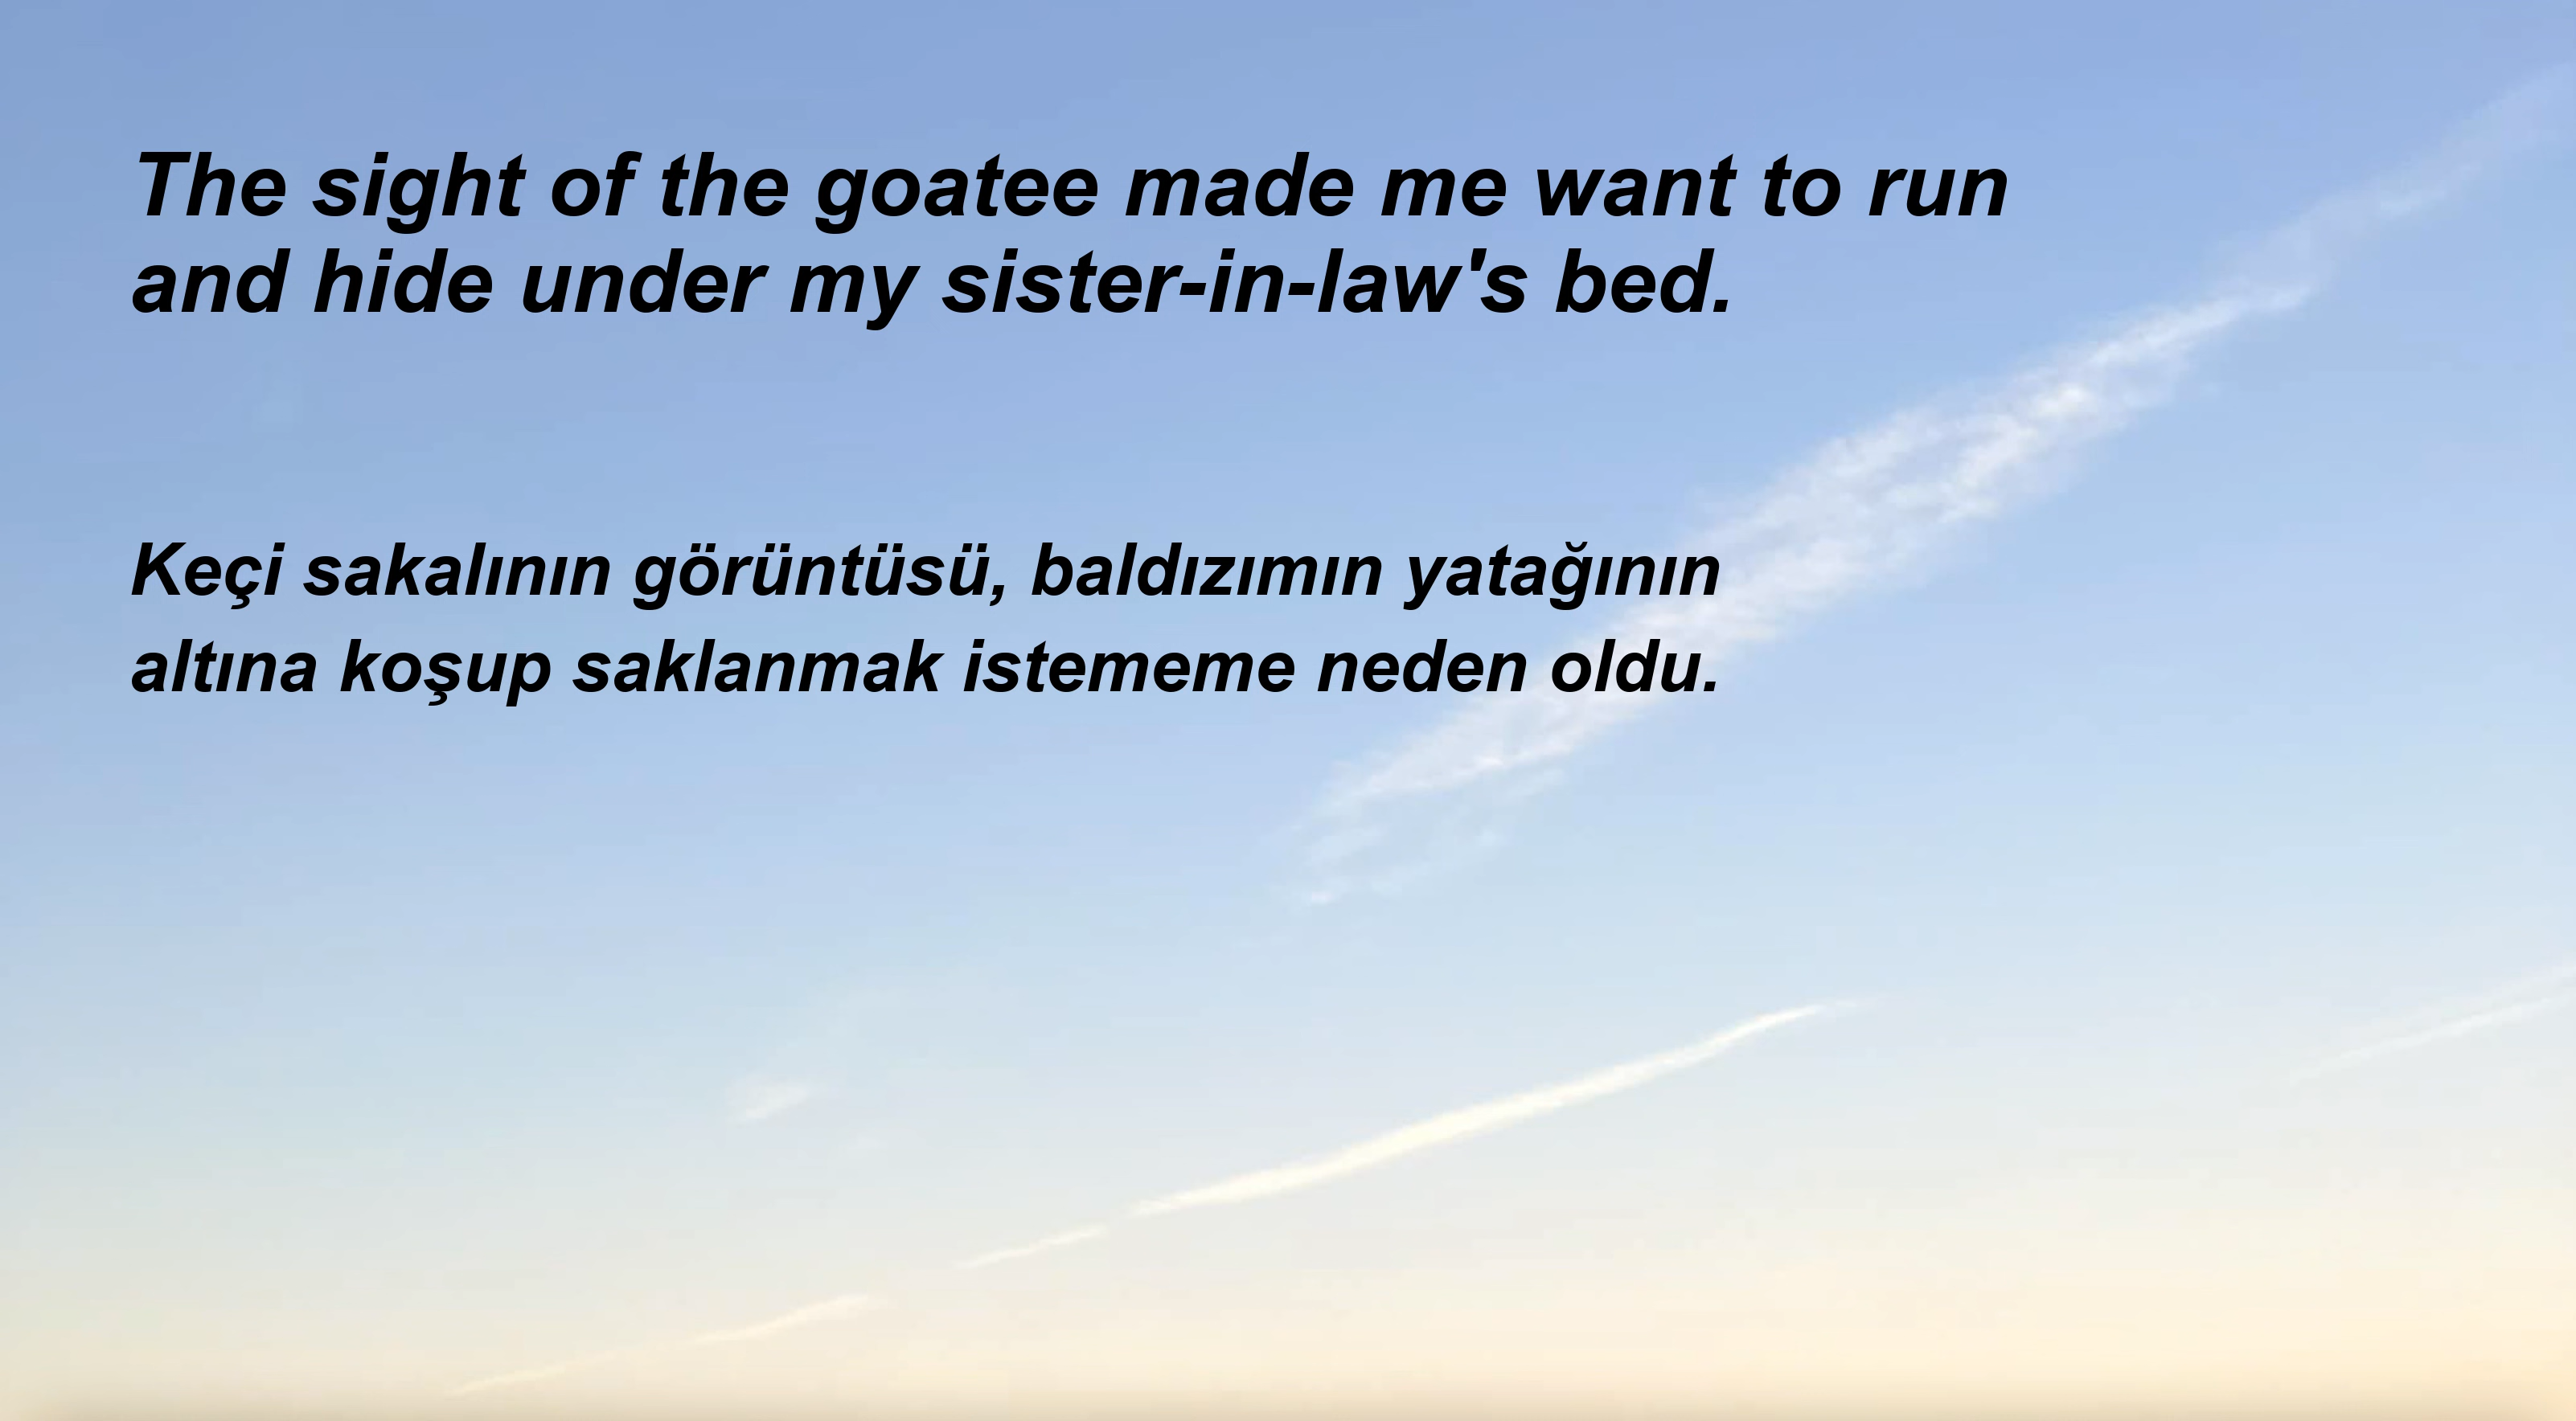 The sight of the goatee made me want to run
and hide under my sister-in-law's bed.
Keçi sakalının görüntüsü, baldızımın yatağının
altına koşup saklanmak istememe neden oldu.